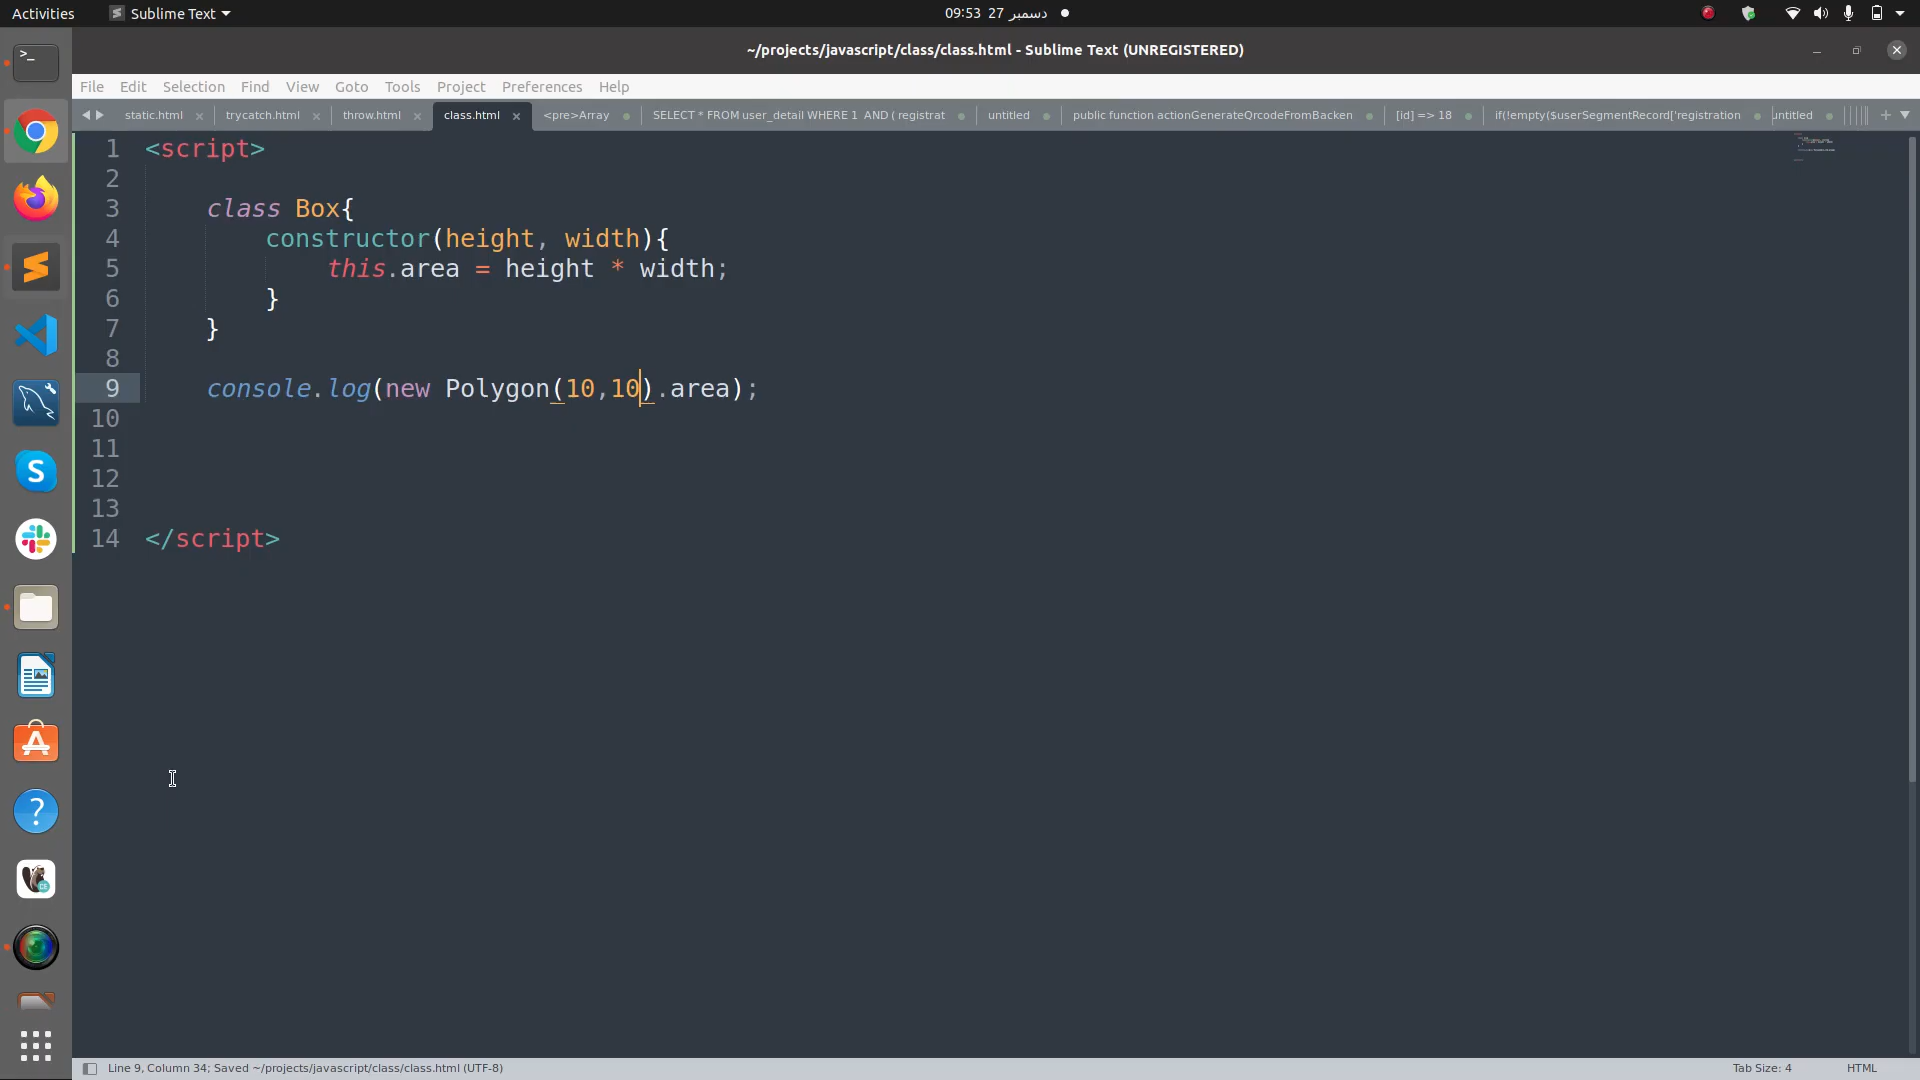 Activities
Sublime Text
09:53 27 دسمبر
~/projects/javascript/class/class.html - Sublime Text (UNREGISTERED)
File Edit Selection Find View Goto Tools Project Preferences Help
static.html trycatch.html throw.html class.html <pre>Array SELECT * FROM user_detail WHERE 1 AND ( registrat untitled public function actionGenerateQrcodeFromBacken [id] => 18 if(!empty($userSegmentRecord['registration untitled
1 <script>
2
3 class Box{
4 constructor(height, width){
5 this.area = height * width;
6 }
7 }
8
9 console.log(new Polygon(10,10).area);
10
11
12
13
14 </script>
Line 9, Column 34; Saved ~/projects/javascript/class/class.html (UTF-8)
Tab Size: 4
HTML